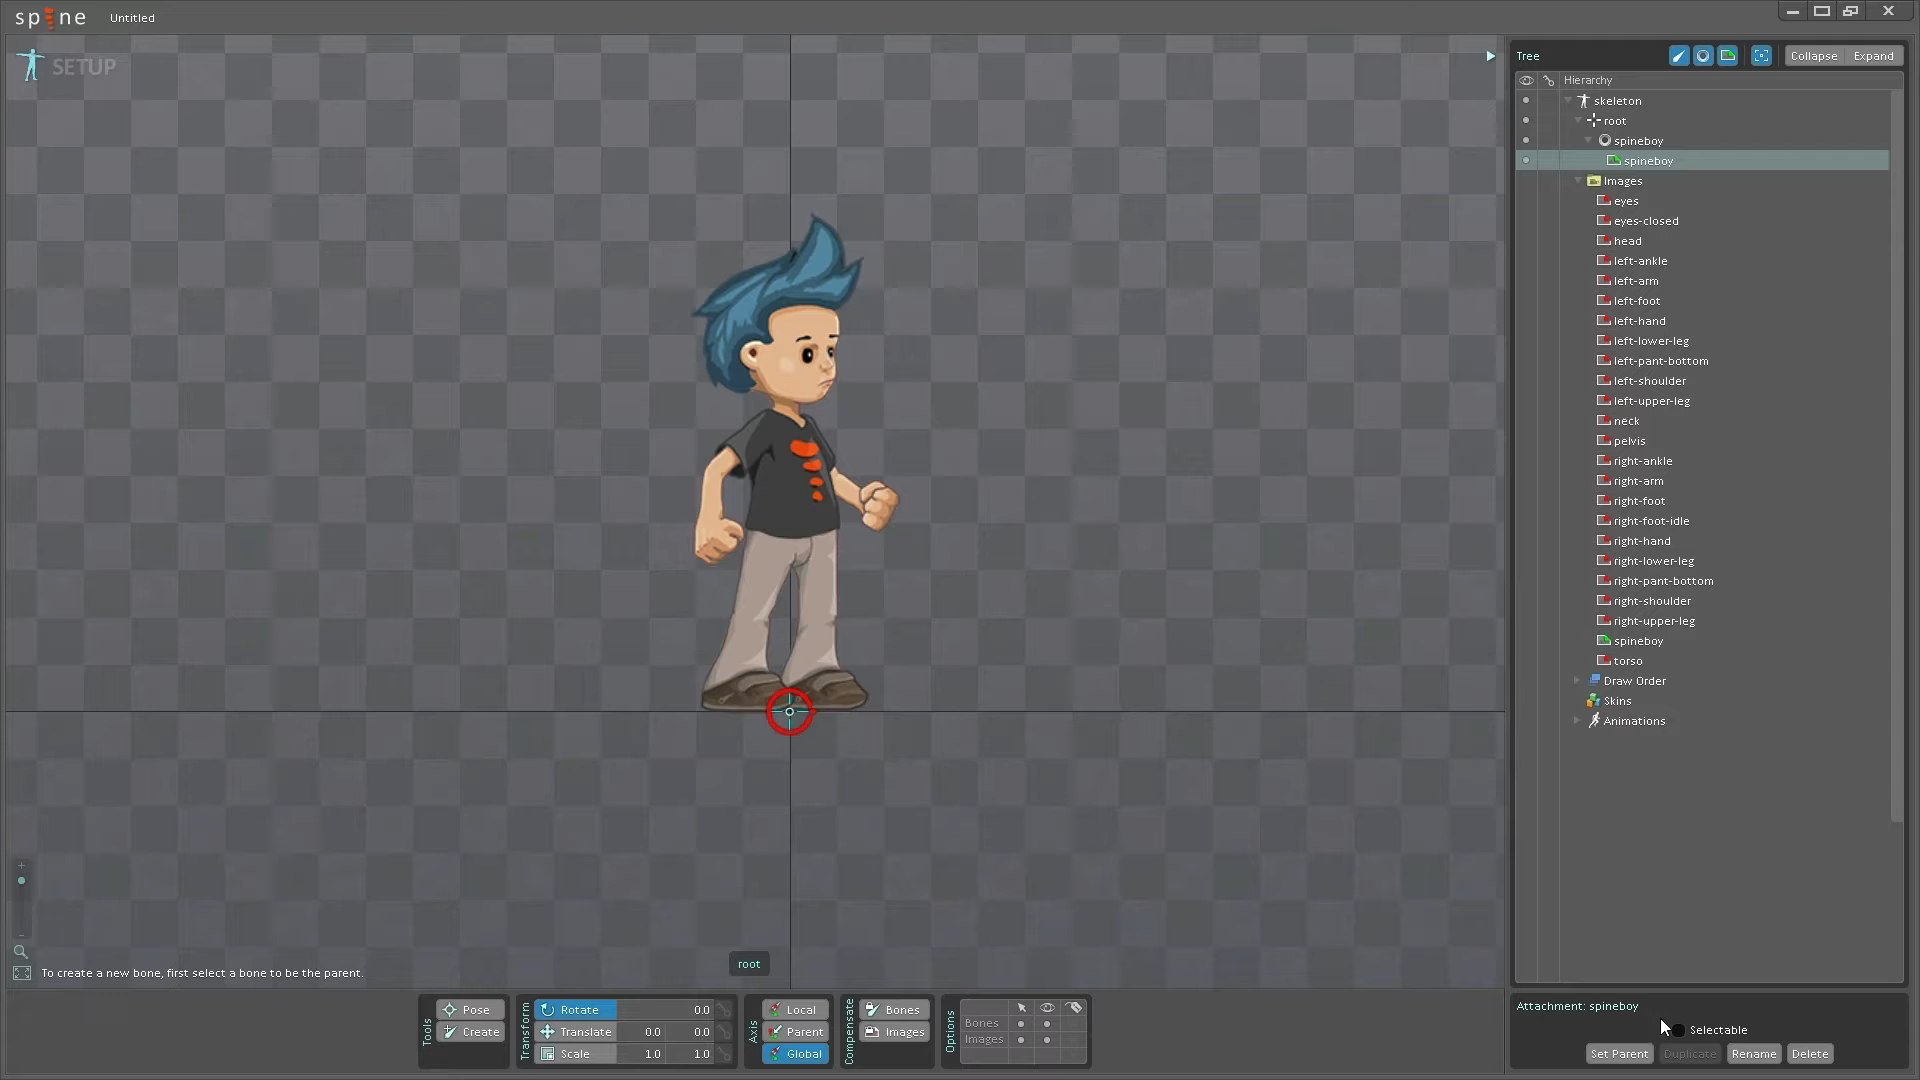 spine Untitled
SETUP
Tree Collapse Expand
Hierarchy
skeleton
root
spineboy
spineboy
Images
eyes
eyes-closed
head
left-ankle
left-arm
left-foot
left-hand
left-lower-leg
left-pant-bottom
left-shoulder
left-upper-leg
neck
pelvis
right-ankle
right-arm
right-foot
right-foot-idle
right-hand
right-lower-leg
right-pant-bottom
right-shoulder
right-upper-leg
spineboy
torso
Draw Order
Skins
Animations
root
To create a new bone, first select a bone to be the parent.
Tools
Pose
Create
Transform
Rotate 0.0
Translate 0.0 0.0
Scale 1.0 1.0
Axis
Local
Parent
Global
Compensate
Bones
Images
Options
Bones
Images
Attachment: spineboy
Selectable
Set Parent Duplicate Rename Delete